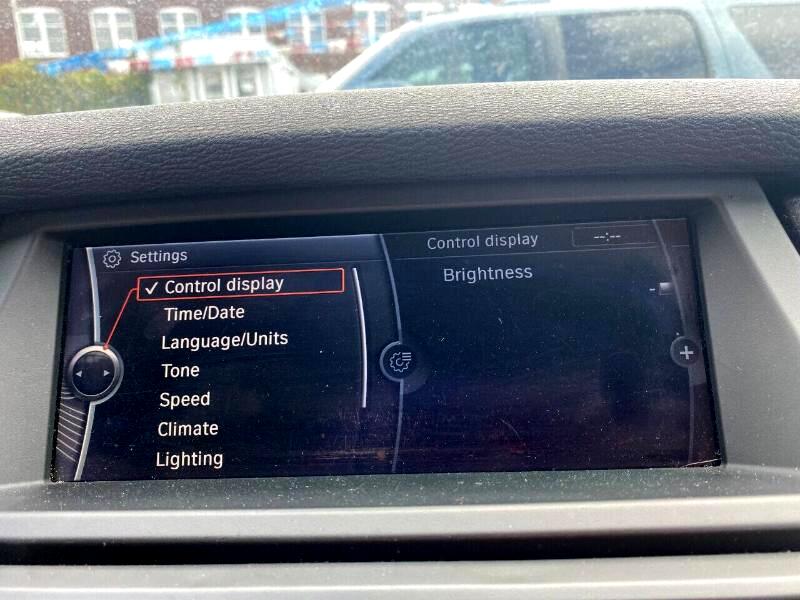 Settings
Control display
Time/Date
Language/Units
Tone
Speed
Climate
Lighting
Control display
--:--
Brightness